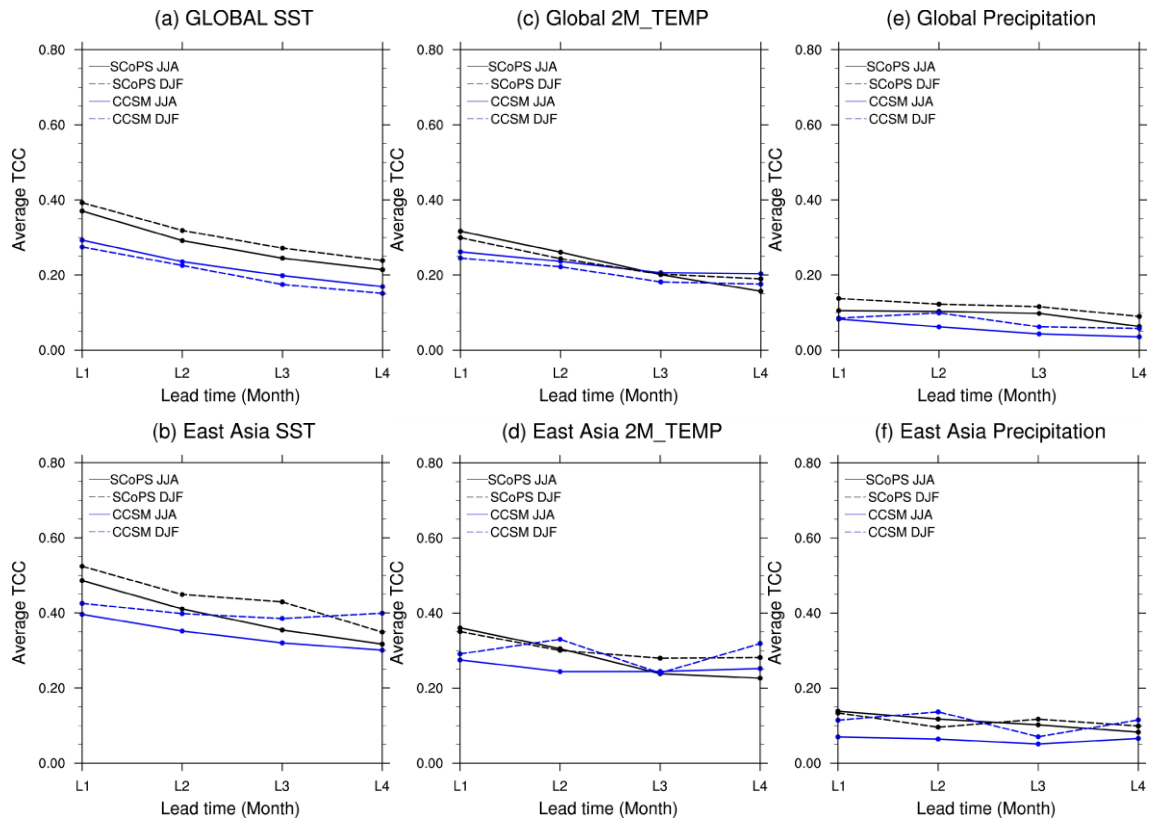 (a) GLOBAL SST
0.80
0.60
0.40
0.20
0.00
Average TCC
SCoPS JJA
SCoPS DJF
CCSM JJA
CCSM DJF
L1 L2 L3 L4
Lead time (Month)
(c) Global 2M_TEMP
0.80
0.60
0.40
0.20
0.00
Average TCC
SCoPS JJA
SCoPS DJF
CCSM JJA
CCSM DJF
L1 L2 L3 L4
Lead time (Month)
(e) Global Precipitation
0.80
0.60
0.40
0.20
0.00
Average TCC
SCoPS JJA
SCoPS DJF
CCSM JJA
CCSM DJF
L1 L2 L3 L4
Lead time (Month)
(b) East Asia SST
0.80
0.60
0.40
0.20
0.00
Average TCC
SCoPS JJA
SCoPS DJF
CCSM JJA
CCSM DJF
L1 L2 L3 L4
Lead time (Month)
(d) East Asia 2M_TEMP
0.80
0.60
0.40
0.20
0.00
Average TCC
SCoPS JJA
SCoPS DJF
CCSM JJA
CCSM DJF
L1 L2 L3 L4
Lead time (Month)
(f) East Asia Precipitation
0.80
0.60
0.40
0.20
0.00
Average TCC
SCoPS JJA
SCoPS DJF
CCSM JJA
CCSM DJF
L1 L2 L3 L4
Lead time (Month)